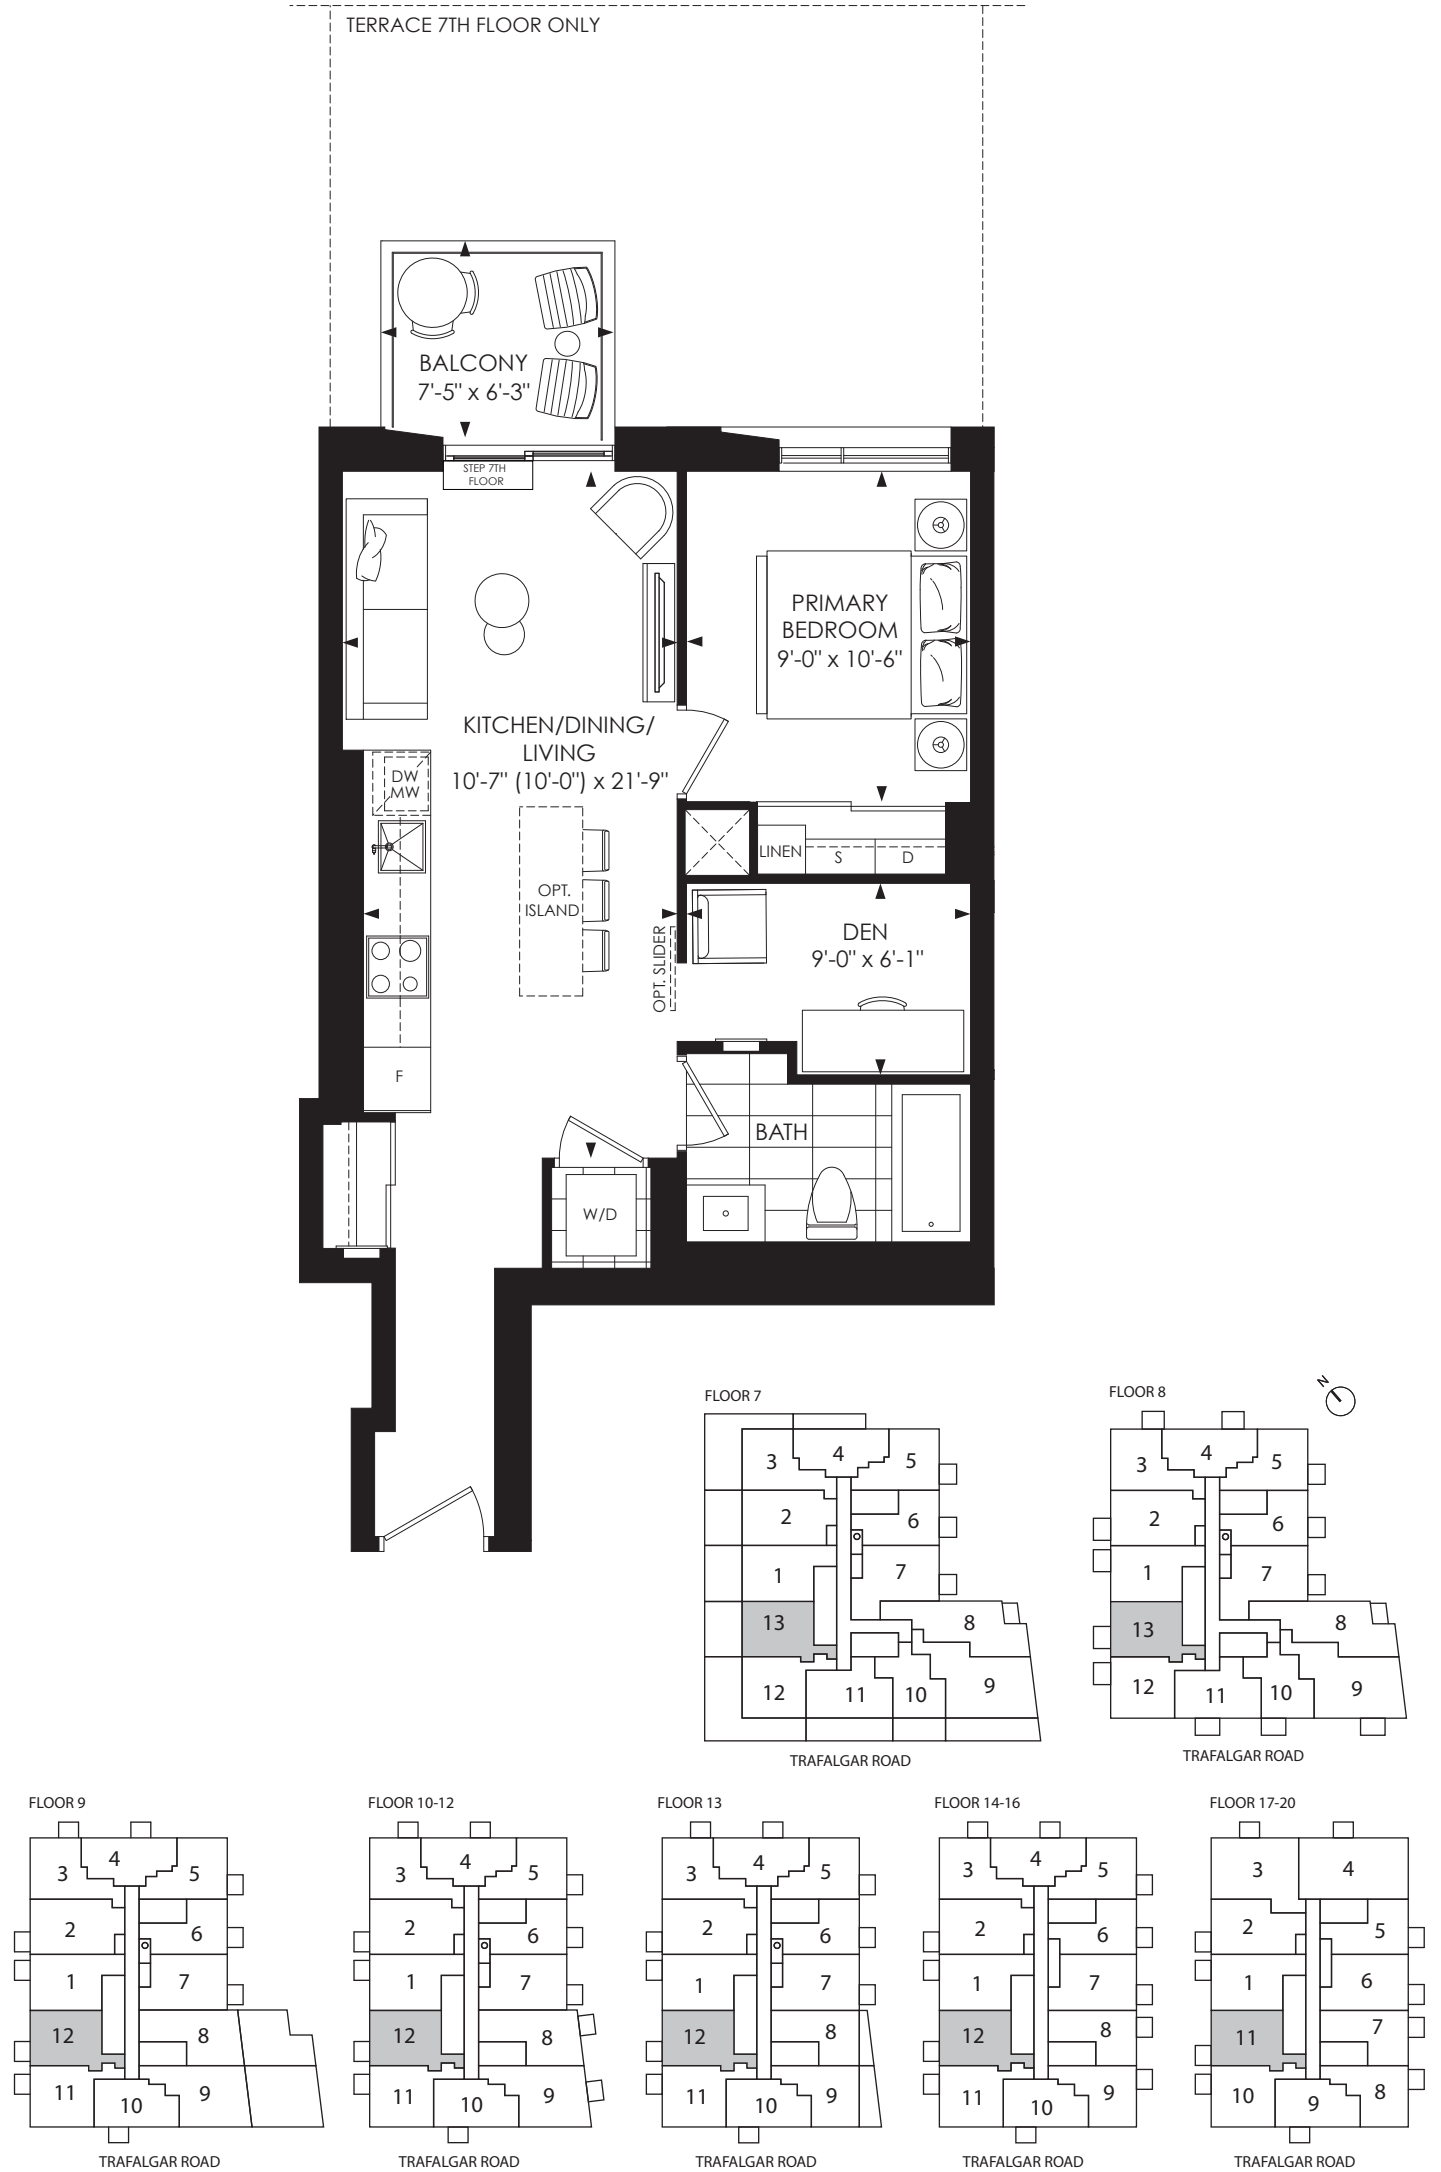 TERRACE 7TH FLOOR ONLY
BALCONY
7'-5" x 6'-3"
STEP 7TH
FLOOR
PRIMARY
BEDROOM
9'-0" x 10'-6"
KITCHEN/DINING/
LIVING
10'-7" (10'-0") x 21'-9"
DW
MW
LINEN
S
D
OPT.
ISLAND
OPT. SLIDER
DEN
9'-0" x 6'-1"
F
BATH
W/D
FLOOR 7
3
4
5
2
6
1
7
13
8
12
11
10
9
TRAFALGAR ROAD
FLOOR 8
N
3
4
5
2
6
1
7
13
8
12
11
10
9
TRAFALGAR ROAD
FLOOR 9
3
4
5
2
6
1
7
12
8
11
10
9
TRAFALGAR ROAD
FLOOR 10-12
3
4
5
2
6
1
7
12
8
11
10
9
TRAFALGAR ROAD
FLOOR 13
3
4
5
2
6
1
7
12
8
11
10
9
TRAFALGAR ROAD
FLOOR 14-16
3
4
5
2
6
1
7
12
8
11
10
9
TRAFALGAR ROAD
FLOOR 17-20
3
4
2
5
1
6
11
7
10
9
8
TRAFALGAR ROAD